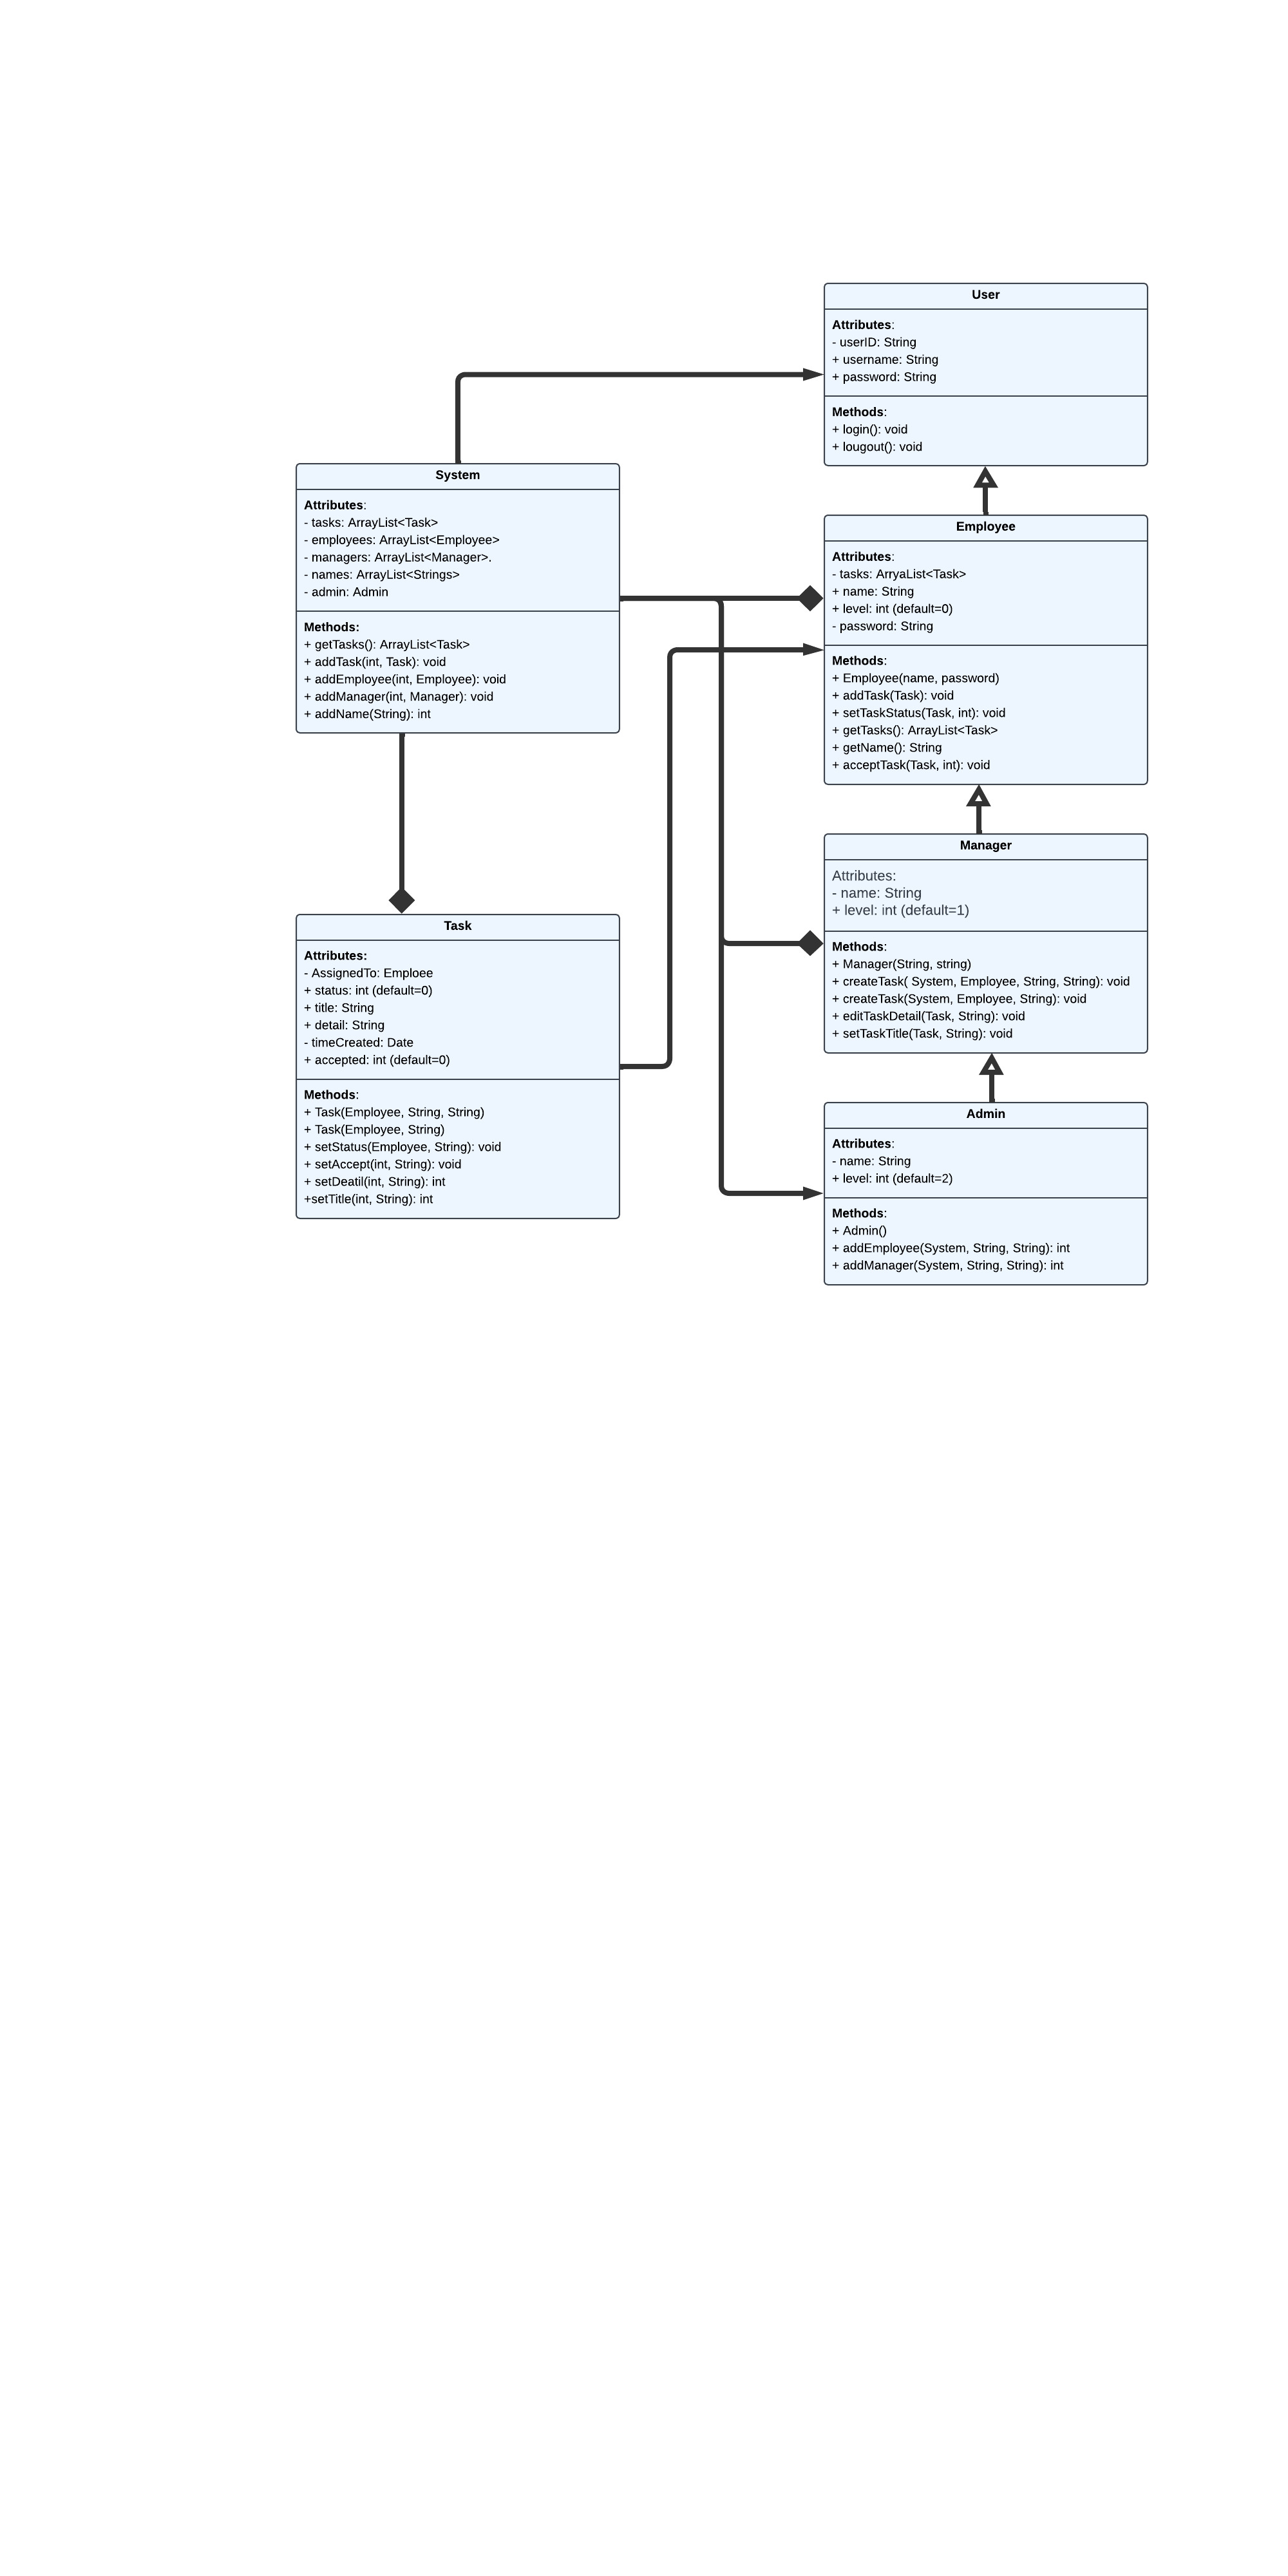 User
Attributes:
- userID: String
+ username: String
+ password: String
Methods:
+ login(): void
+ lougout(): void
System
Attributes:
- tasks: ArrayList<Task>
- employees: ArrayList<Employee>
- managers: ArrayList<Manager>.
- names: ArrayList<Strings>
- admin: Admin
Methods:
+ getTasks(): ArrayList<Task>
+ addTask(int, Task): void
+ addEmployee(int, Employee): void
+ addManager(int, Manager): void
+ addName(String): int
Employee
Attributes:
- tasks: ArryaList<Task>
+ name: String
+ level: int (default=0)
- password: String
Methods:
+ Employee(name, password)
+ addTask(Task): void
+ setTaskStatus(Task, int): void
+ getTasks(): ArrayList<Task>
+ getName(): String
+ acceptTask(Task, int): void
Manager
Attributes:
- name: String
+ level: int (default=1)
Methods:
+ Manager(String, string)
+ createTask( System, Employee, String, String): void
+ createTask(System, Employee, String): void
+ editTaskDetail(Task, String): void
+ setTaskTitle(Task, String): void
Task
Attributes:
- AssignedTo: Emploee
+ status: int (default=0)
+ title: String
+ detail: String
- timeCreated: Date
+ accepted: int (default=0)
Methods:
+ Task(Employee, String, String)
+ Task(Employee, String)
+ setStatus(Employee, String): void
+ setAccept(int, String): void
+ setDeatil(int, String): int
+setTitle(int, String): int
Admin
Attributes:
- name: String
+ level: int (default=2)
Methods:
+ Admin()
+ addEmployee(System, String, String): int
+ addManager(System, String, String): int